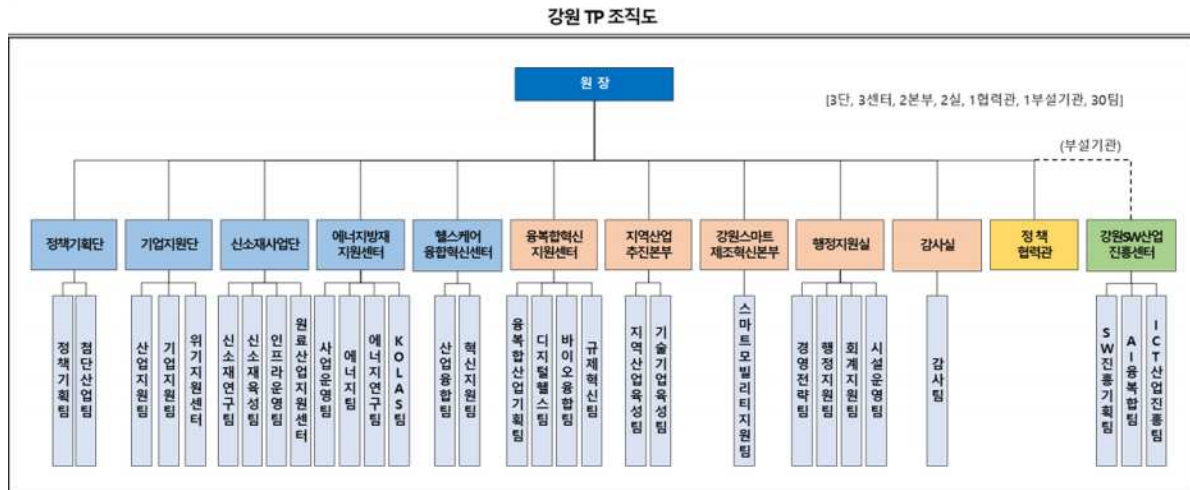 강원 TP 조직도
원 장
[3단, 3센터, 2본부, 2실, 1협력관, 1부설기관, 30팀]
(부설기관)
정책기획단
기업지원단
신소재사업단
에너지방재
지원센터
헬스케어
융합혁신센터
융복합혁신
지원센터
지역산업
추진본부
강원스마트
제조혁신본부
행정지원실
감사실
정 책
협력관
강원SW산업
진흥센터
정책기획팀
첨단산업팀
산업지원팀
기업지원팀
위기지원센터
신소재연구팀
신소재육성팀
인프라운영팀
원료산업지원센터
사업운영팀
에너지팀
에너지연구팀
KOLAS팀
산업융합팀
혁신지원팀
융복합산업기획팀
디지털헬스팀
바이오융합팀
규제혁신팀
지역산업육성팀
기술기업육성팀
스마트모빌리티지원팀
경영전략팀
행정지원팀
회계지원팀
시설운영팀
감사팀
SW진흥기획팀
AI융복합팀
ICT산업진흥팀